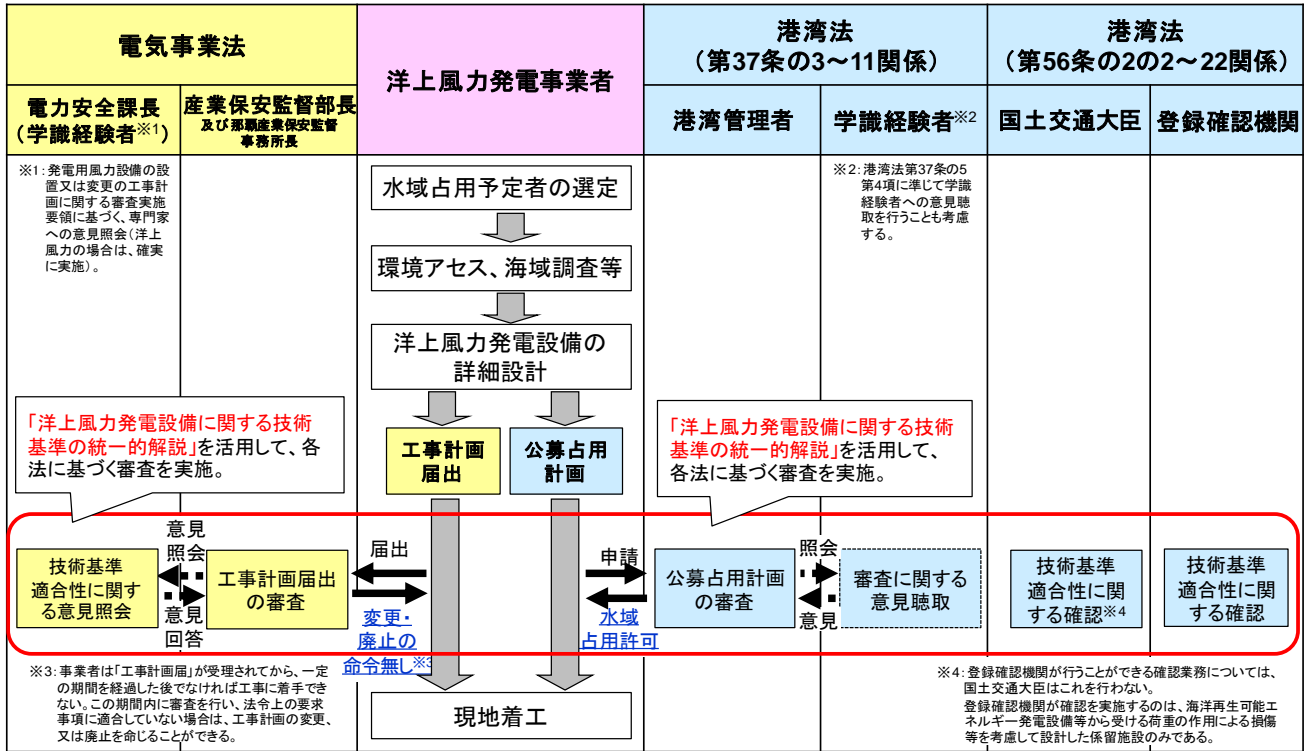 電気事業法
洋上風力発電事業者
港湾法
（第37条の3～11関係）
港湾法
（第56条の2の2～22関係）
電力安全課長
（学識経験者※1）
産業保安監督部長
及び那覇産業保安監督
事務所長
港湾管理者
学識経験者※2
国土交通大臣
登録確認機関
※1：発電用風力設備の設
置又は変更の工事計
画に関する審査実施
要領に基づく、専門家
への意見照会（洋上
風力の場合は、確実
に実施）。
水域占用予定者の選定
環境アセス、海域調査等
洋上風力発電設備の
詳細設計
※2：港湾法第37条の5
第4項に準じて学識
経験者への意見聴
取を行うことも考慮
する。
「洋上風力発電設備に関する技術
基準の統一的解説」を活用して、各
法に基づく審査を実施。
工事計画
届出
公募占用
計画
「洋上風力発電設備に関する技術
基準の統一的解説」を活用して、
各法に基づく審査を実施。
技術基準
適合性に関す
る意見照会
意見
照会
意見
回答
工事計画届出
の審査
届出
変更・
廃止の
命令無し※3
申請
水域
占用許可
公募占用計画
の審査
照会
意見
審査に関する
意見聴取
技術基準
適合性に関
する確認※4
技術基準
適合性に関
する確認
※3：事業者は「工事計画届」が受理されてから、一定
の期間を経過した後でなければ工事に着手でき
ない。この期間内に審査を行い、法令上の要求
事項に適合していない場合は、工事計画の変更、
又は廃止を命じることができる。
現地着工
※4：登録確認機関が行うことができる確認業務については、
国土交通大臣はこれを行わない。
登録確認機関が確認を実施するのは、海洋再生可能エ
ネルギー発電設備等から受ける荷重の作用による損傷
等を考慮して設計した係留施設のみである。